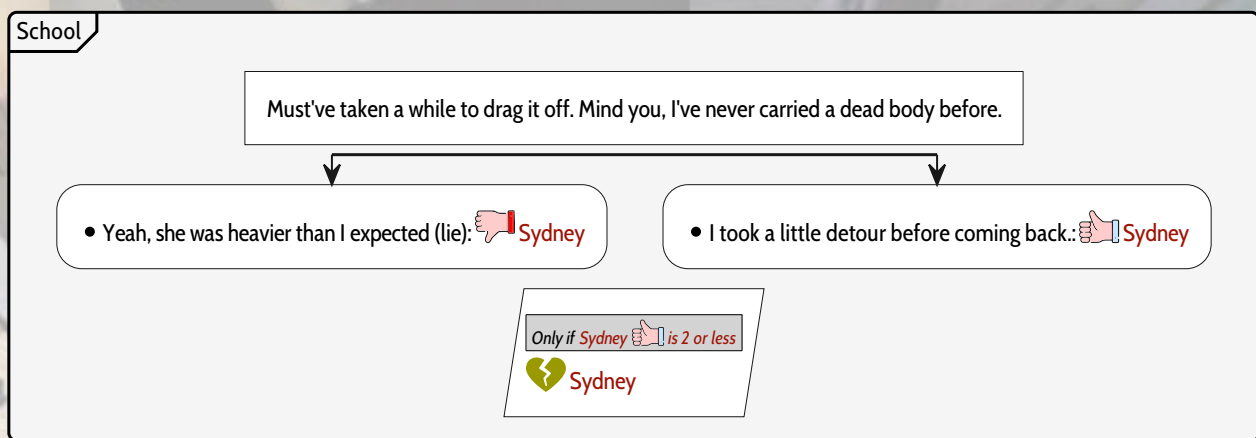 School
Must've taken a while to drag it off. Mind you, I've never carried a dead body before.
• Yeah, she was heavier than I expected (lie): Sydney
• I took a little detour before coming back.: Sydney
Only if Sydney is 2 or less
Sydney